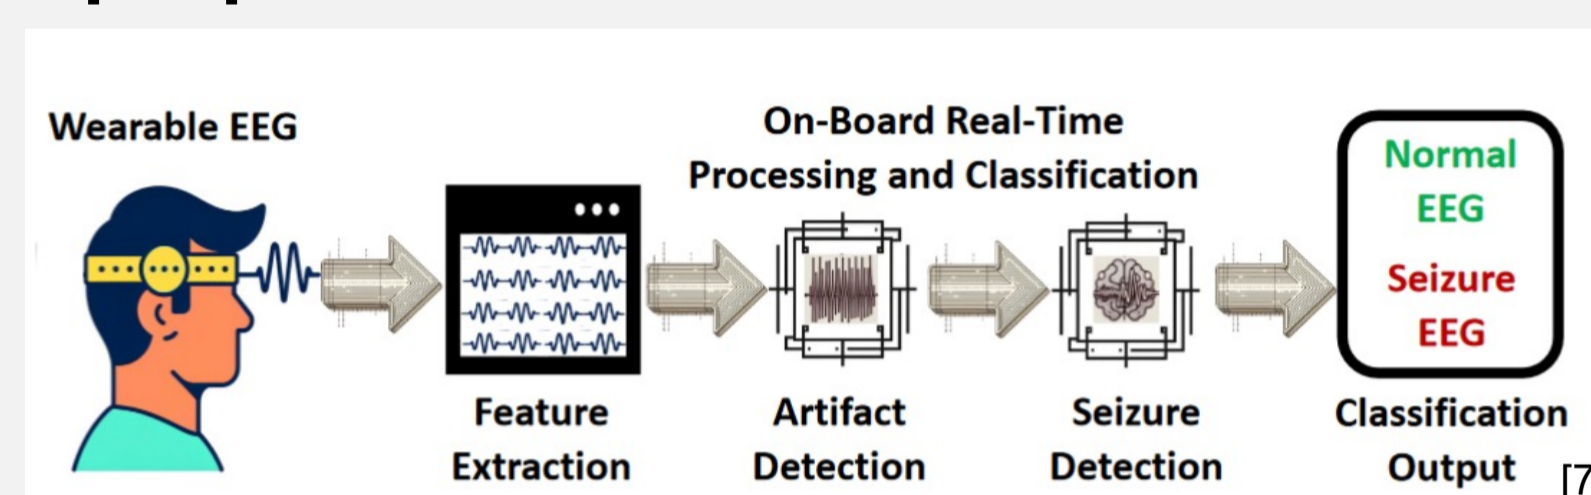 Wearable EEG
On-Board Real-Time
Processing and Classification
Normal
EEG
Seizure
EEG
Feature
Extraction
Artifact
Detection
Seizure
Detection
Classification
Output
[7